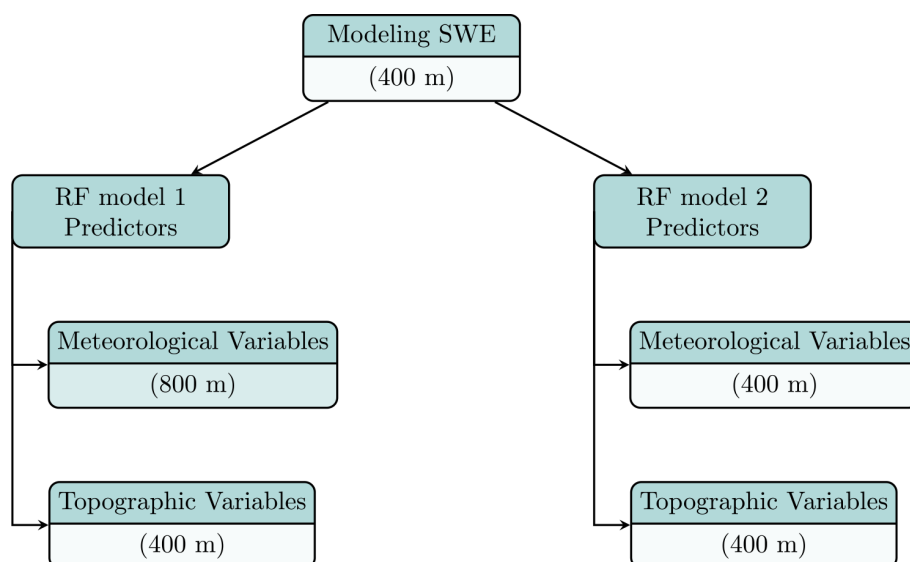 Modeling SWE
(400 m)
RF model 1
Predictors
RF model 2
Predictors
Meteorological Variables
(800 m)
Meteorological Variables
(400 m)
Topographic Variables
(400 m)
Topographic Variables
(400 m)